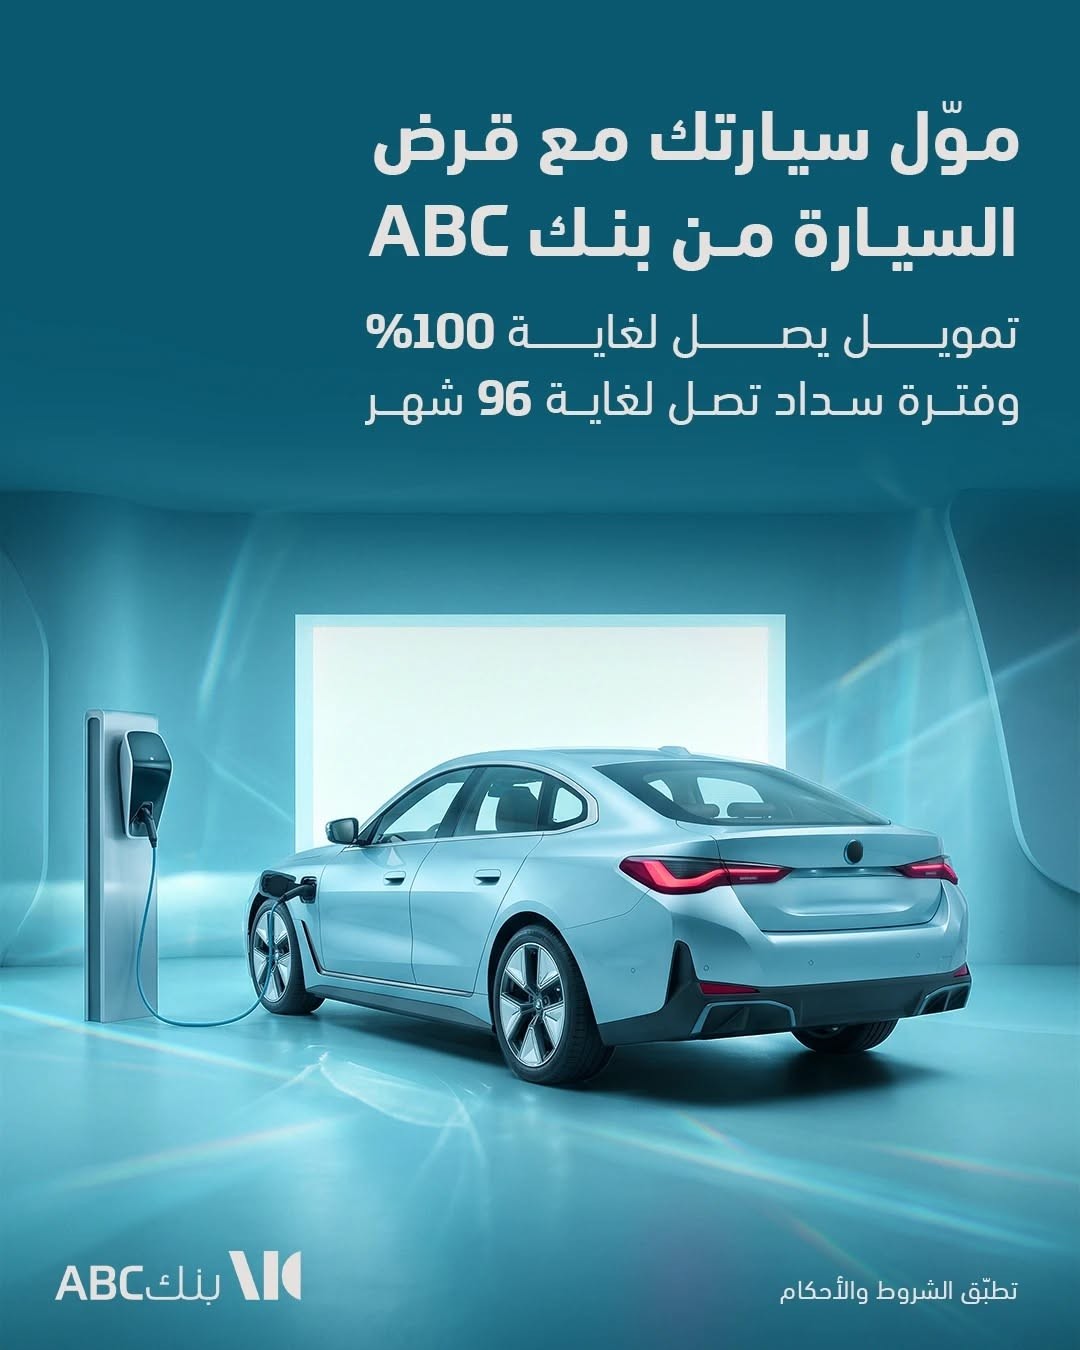 موّل سيارتك مع قرض
السيارة من بنك ABC
تمويل يصل لغاية 100%
وفترة سداد تصل لغاية 96 شهر
بنك ABC
تطبّق الشروط والأحكام